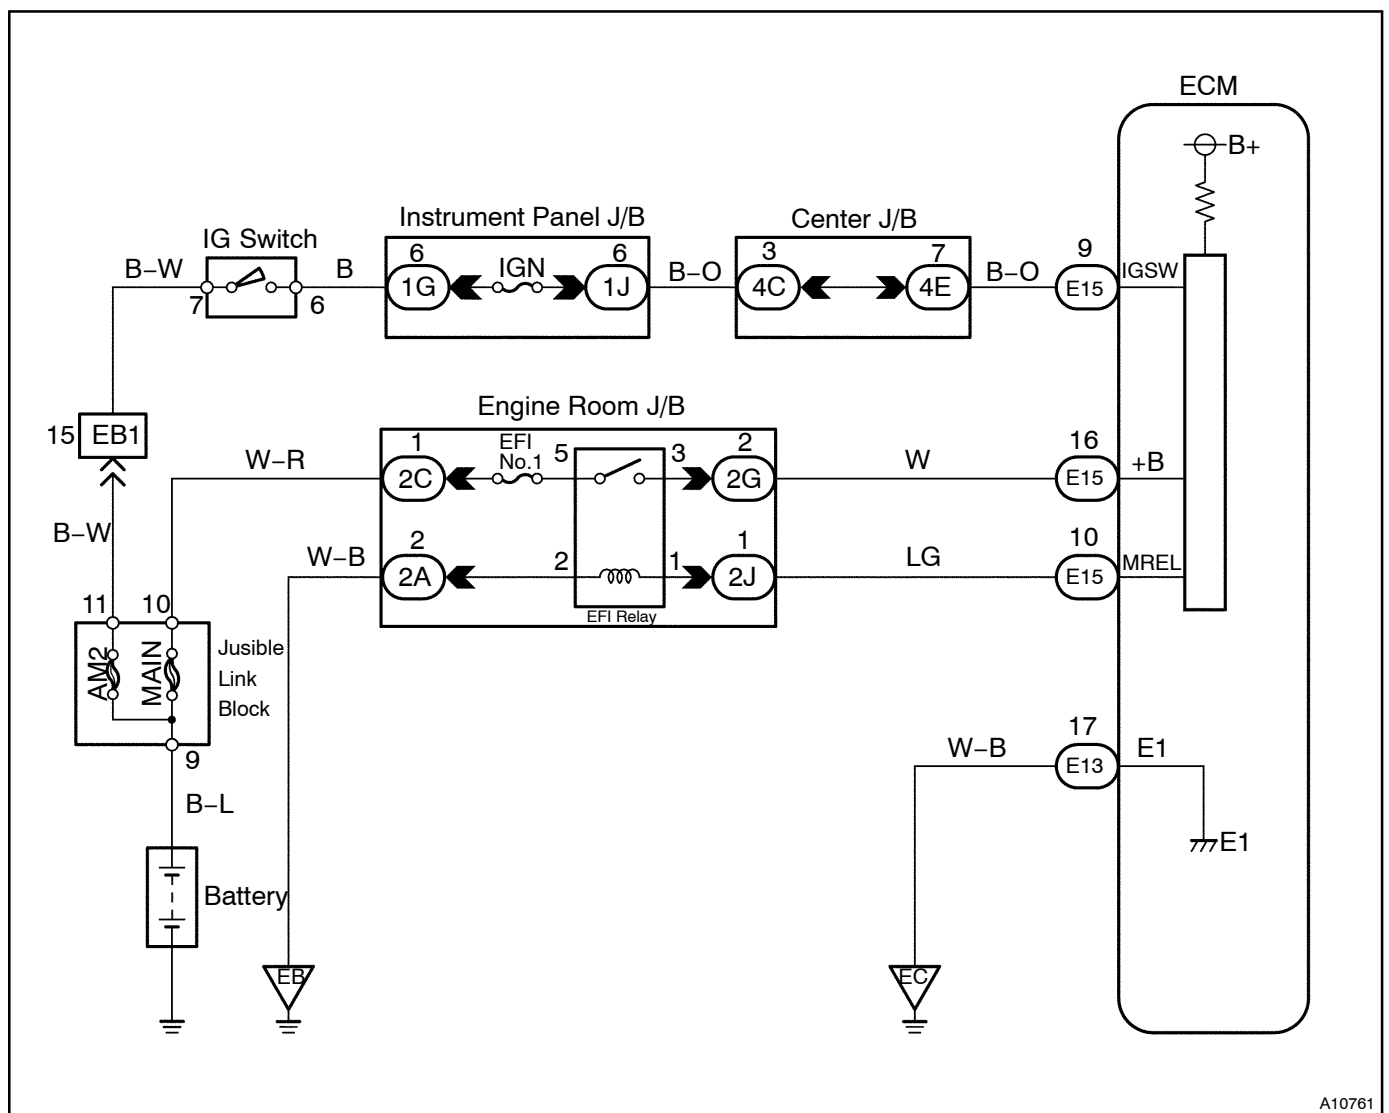 ECM
B+
Instrument Panel J/B
Center J/B
IG Switch
B–W
B
6
IGN
6
B–O
3
7
B–O
9
IGSW
1G
1J
4C
4E
E15
7
6
Engine Room J/B
15
EB1
W–R
1
EFI
No.1
5
3
2
W
16
+B
2C
2G
E15
B–W
W–B
2
2
1
1
LG
10
MREL
2A
2J
E15
EFI Relay
11
10
AM2
MAIN
Jusible
Link
Block
9
17
W–B
E1
E13
B–L
E1
Battery
EB
EC
A10761